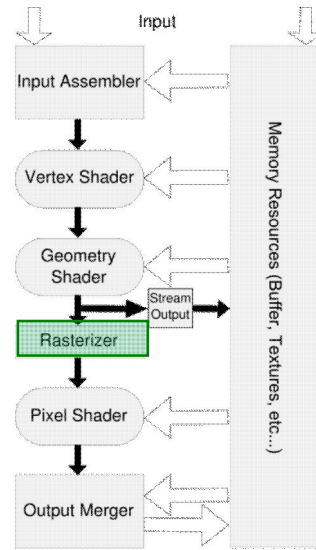 Input
Input Assembler
Vertex Shader
Geometry
Shader
Stream
Output
Rasterizer
Pixel Shader
Output Merger
Memory Resources (Buffer, Textures, etc...)